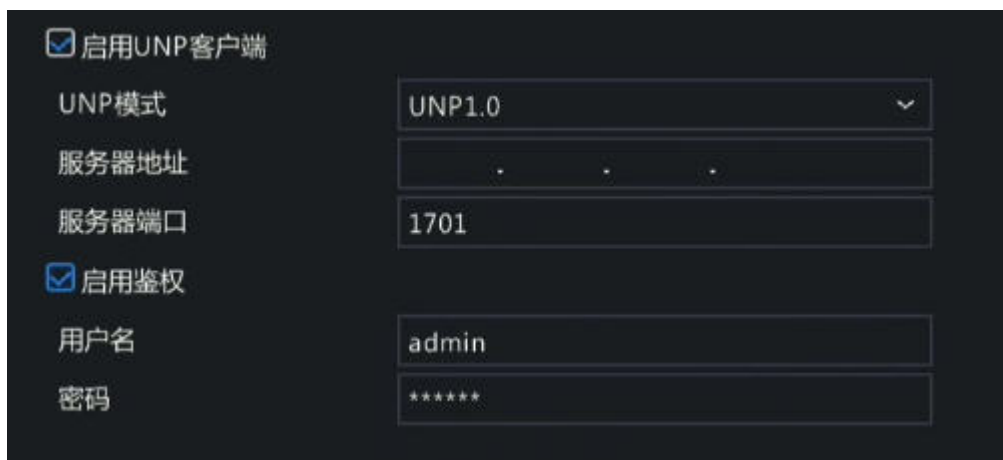 启用UNP客户端
UNP模式 UNP1.0
服务器地址 . . .
服务器端口 1701
启用鉴权
用户名 admin
密码 ******